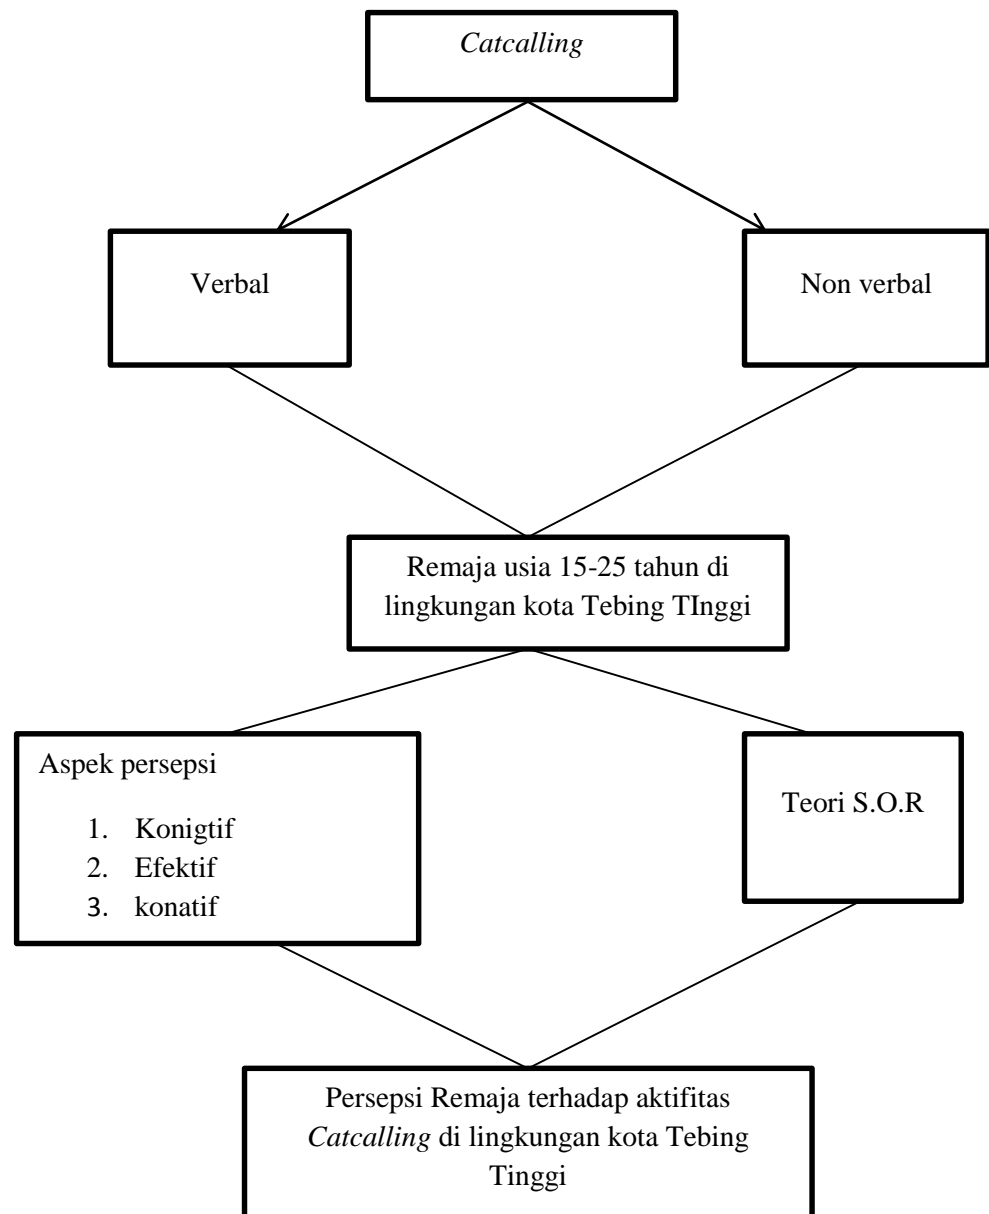 Catcalling
Verbal
Non verbal
Remaja usia 15-25 tahun di
lingkungan kota Tebing TInggi
Aspek persepsi
1. Konigtif
2. Efektif
3. konatif
Teori S.O.R
Persepsi Remaja terhadap aktifitas
Catcalling di lingkungan kota Tebing
Tinggi